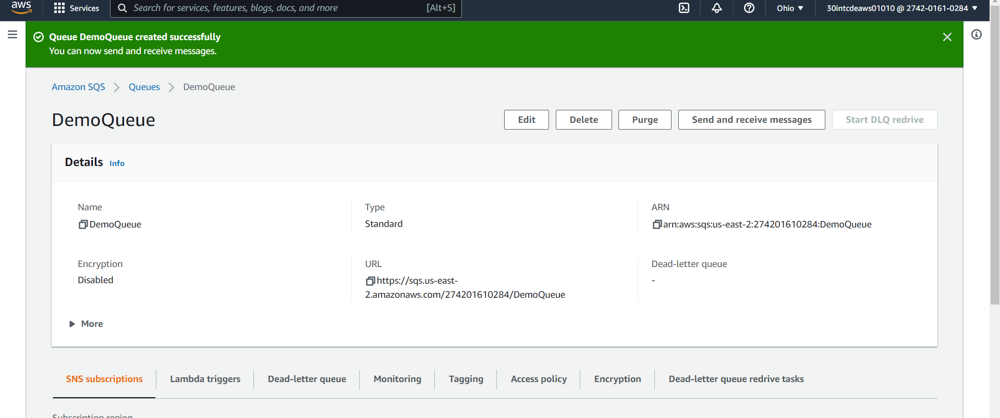 aws
Services
Search for services, features, blogs, docs, and more
[Alt+S]
Ohio
30intcdeaws01010 @ 2742-0161-0284
Queue DemoQueue created successfully
You can now send and receive messages.
Amazon SQS
Queues
DemoQueue
DemoQueue
Edit
Delete
Purge
Send and receive messages
Start DLQ redrive
Details Info
Name
DemoQueue
Type
Standard
ARN
arn:aws:sqs:us-east-2:274201610284:DemoQueue
Encryption
Disabled
URL
https://sqs.us-east-
2.amazonaws.com/274201610284/DemoQueue
Dead-letter queue
-
More
SNS subscriptions
Lambda triggers
Dead-letter queue
Monitoring
Tagging
Access policy
Encryption
Dead-letter queue redrive tasks
Subscription region